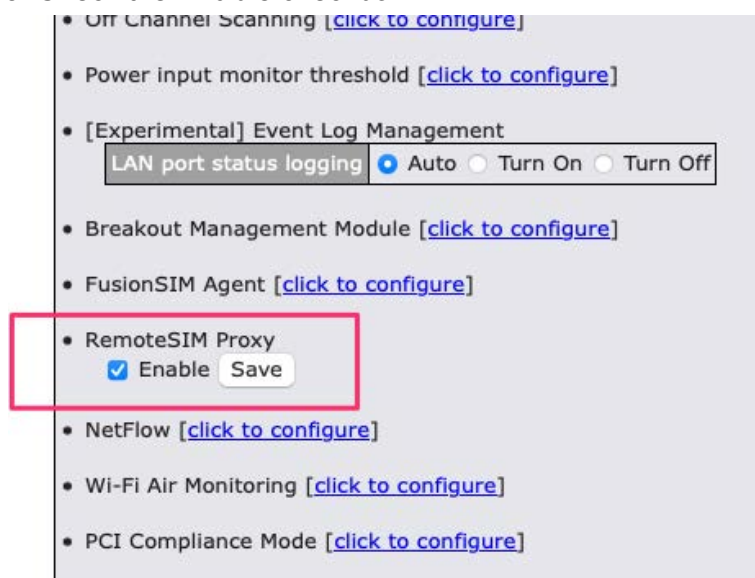 • Off Channel Scanning [click to configure]
• Power input monitor threshold [click to configure]
• [Experimental] Event Log Management
LAN port status logging Auto Turn On Turn Off
• Breakout Management Module [click to configure]
• FusionSIM Agent [click to configure]
• RemoteSIM Proxy
Enable Save
• NetFlow [click to configure]
• Wi-Fi Air Monitoring [click to configure]
• PCI Compliance Mode [click to configure]